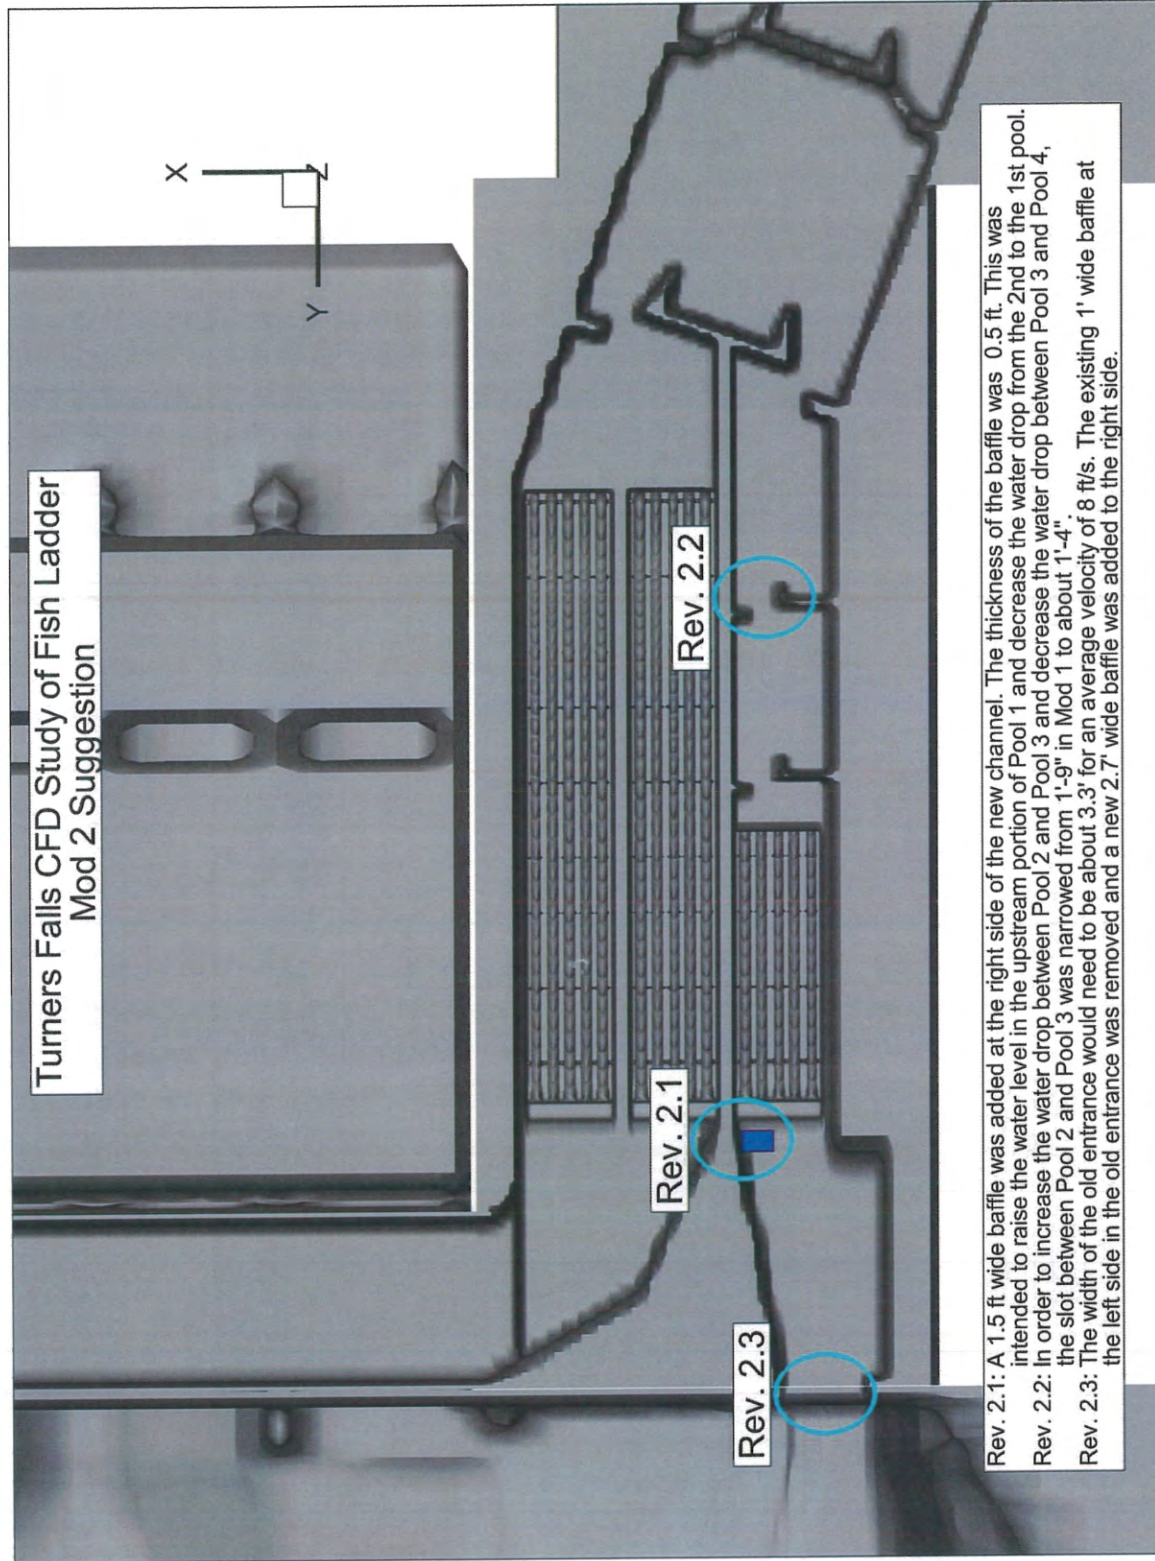 Turners Falls CFD Study of Fish Ladder
Mod 2 Suggestion
X
Y
Z
Rev. 2.1
Rev. 2.2
Rev. 2.3
Rev. 2.1: A 1.5 ft wide baffle was added at the right side of the new channel. The thickness of the baffle was 0.5 ft. This was
intended to raise the water level in the upstream portion of Pool 1 and decrease the water drop from the 2nd to the 1st pool.
Rev. 2.2: In order to increase the water drop between Pool 2 and Pool 3 and decrease the water drop between Pool 3 and Pool 4,
the slot between Pool 2 and Pool 3 was narrowed from 1'-9" in Mod 1 to about 1'-4".
Rev. 2.3: The width of the old entrance would need to be about 3.3' for an average velocity of 8 ft/s. The existing 1' wide baffle at
the left side in the old entrance was removed and a new 2.7' wide baffle was added to the right side.